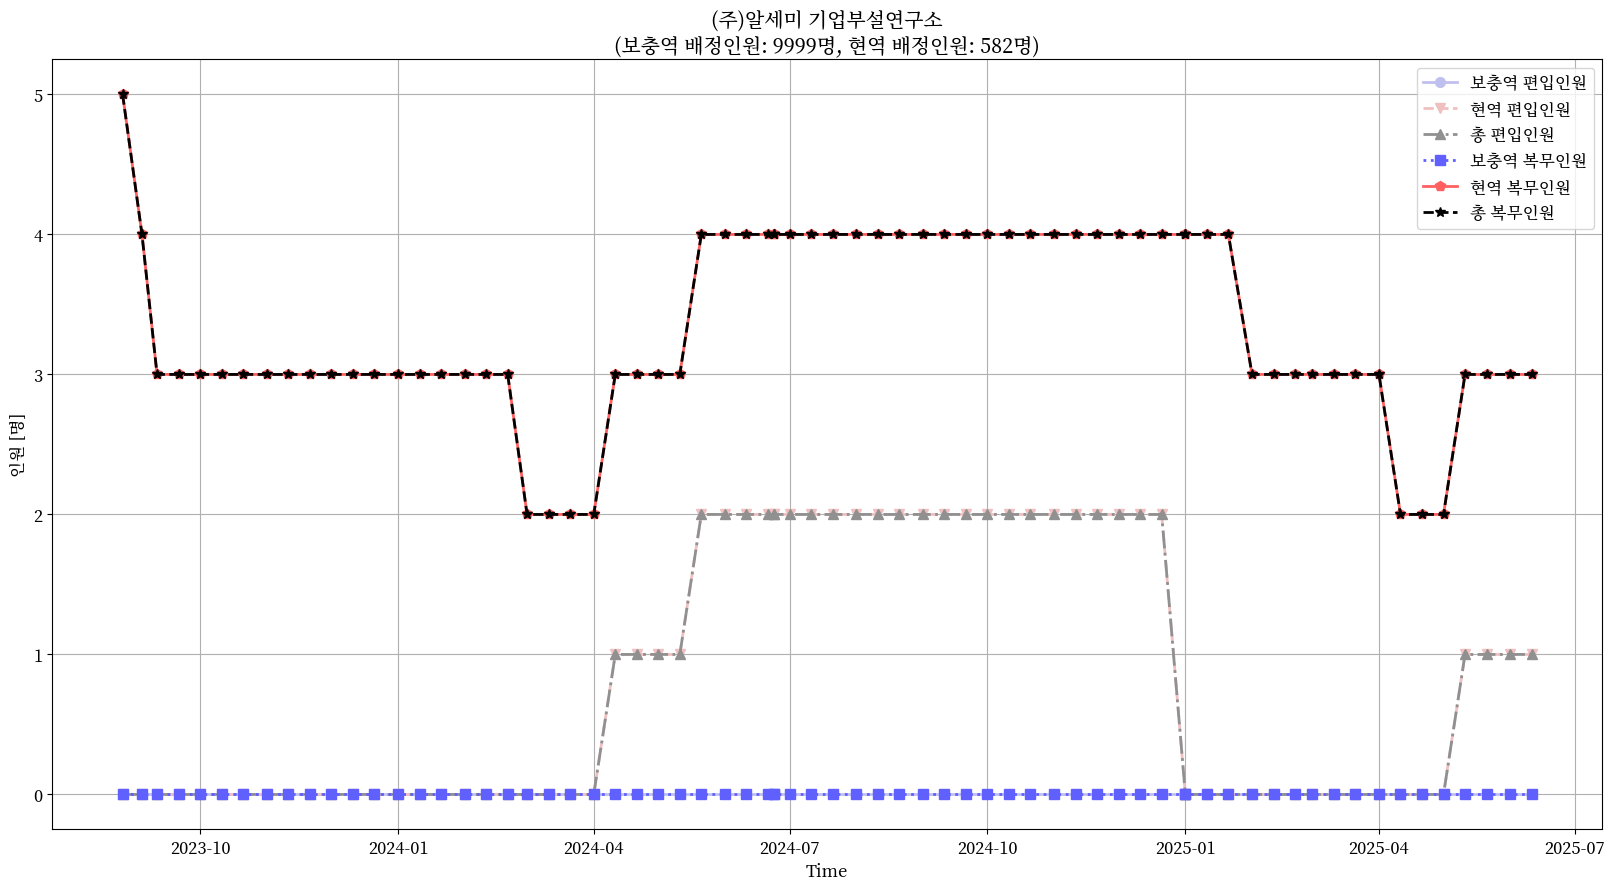 (주)알세미 기업부설연구소
(보충역 배정인원: 9999명, 현역 배정인원: 582명)
보충역 편입인원
현역 편입인원
총 편입인원
보충역 복무인원
현역 복무인원
총 복무인원
인원 [명]
5
4
3
2
1
0
2023-10
2024-01
2024-04
2024-07
2024-10
2025-01
2025-04
2025-07
Time